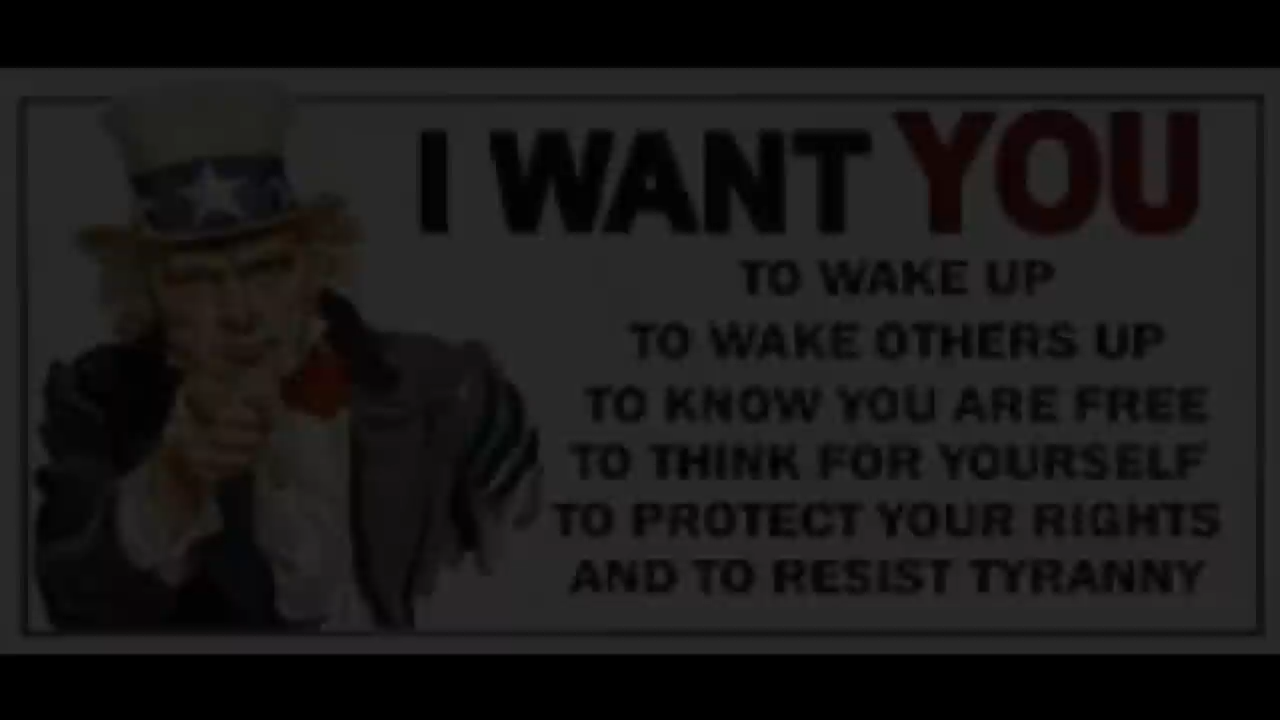 I WANT YOU
TO WAKE UP
TO WAKE OTHERS UP
TO KNOW YOU ARE FREE
TO THINK FOR YOURSELF
TO PROTECT YOUR RIGHTS
AND TO RESIST TYRANNY